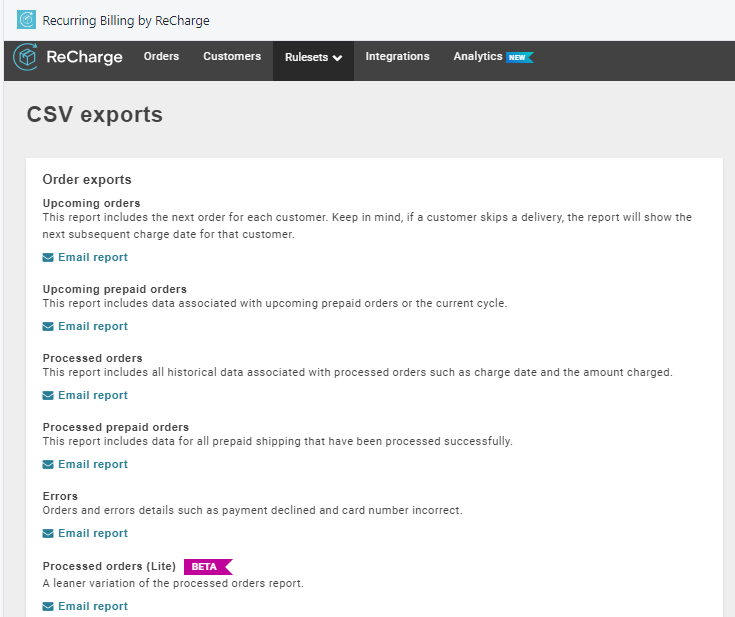 Recurring Billing by ReCharge
ReCharge Orders Customers Rulesets Integrations Analytics NEW
CSV exports
Order exports
Upcoming orders
This report includes the next order for each customer. Keep in mind, if a customer skips a delivery, the report will show the
next subsequent charge date for that customer.
Email report
Upcoming prepaid orders
This report includes data associated with upcoming prepaid orders or the current cycle.
Email report
Processed orders
This report includes all historical data associated with processed orders such as charge date and the amount charged.
Email report
Processed prepaid orders
This report includes data for all prepaid shipping that have been processed successfully.
Email report
Errors
Orders and errors details such as payment declined and card number incorrect.
Email report
Processed orders (Lite) BETA
A leaner variation of the processed orders report.
Email report